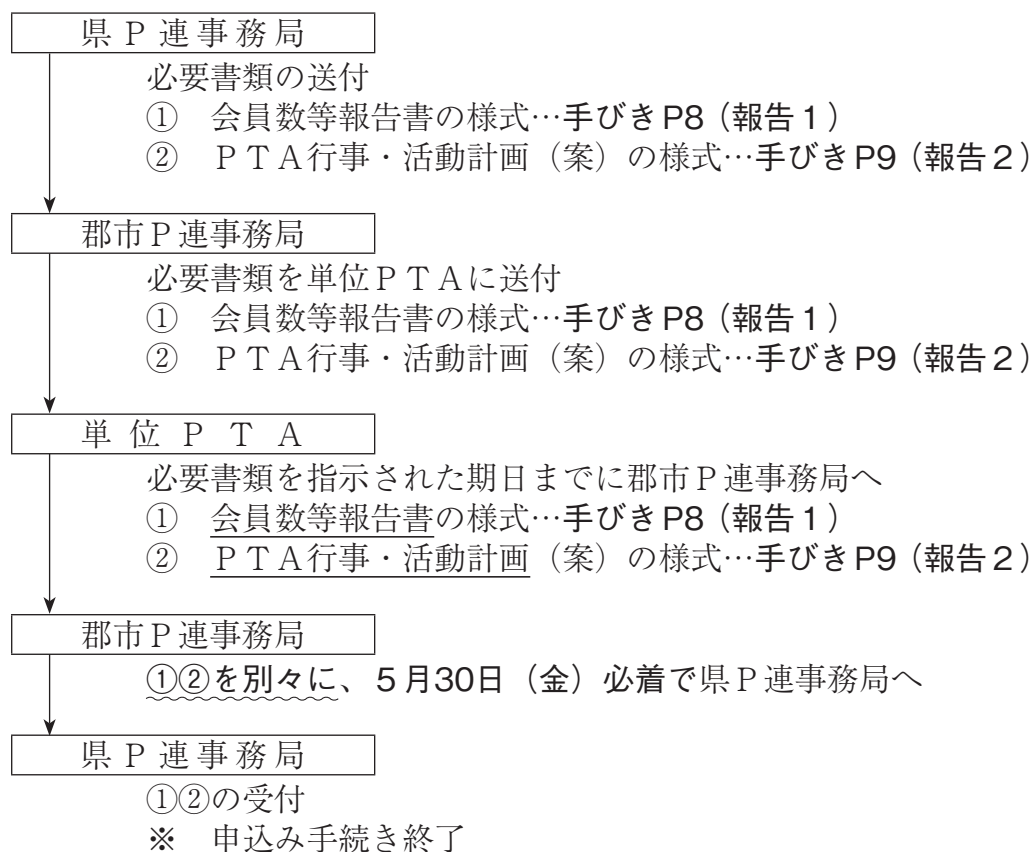 県Ｐ連事務局
必要書類の送付
①　会員数等報告書の様式…手びきP8（報告１）
②　ＰＴＡ行事・活動計画（案）の様式…手びきP9（報告２）
郡市Ｐ連事務局
必要書類を単位ＰＴＡに送付
①　会員数等報告書の様式…手びきP8（報告１）
②　ＰＴＡ行事・活動計画（案）の様式…手びきP9（報告２）
単位ＰＴＡ
必要書類を指示された期日までに郡市Ｐ連事務局へ
①　会員数等報告書の様式…手びきP8（報告１）
②　ＰＴＡ行事・活動計画（案）の様式…手びきP9（報告２）
郡市Ｐ連事務局
①②を別々に、５月30日（金）必着で県Ｐ連事務局へ
県Ｐ連事務局
①②の受付
※　申込み手続き終了